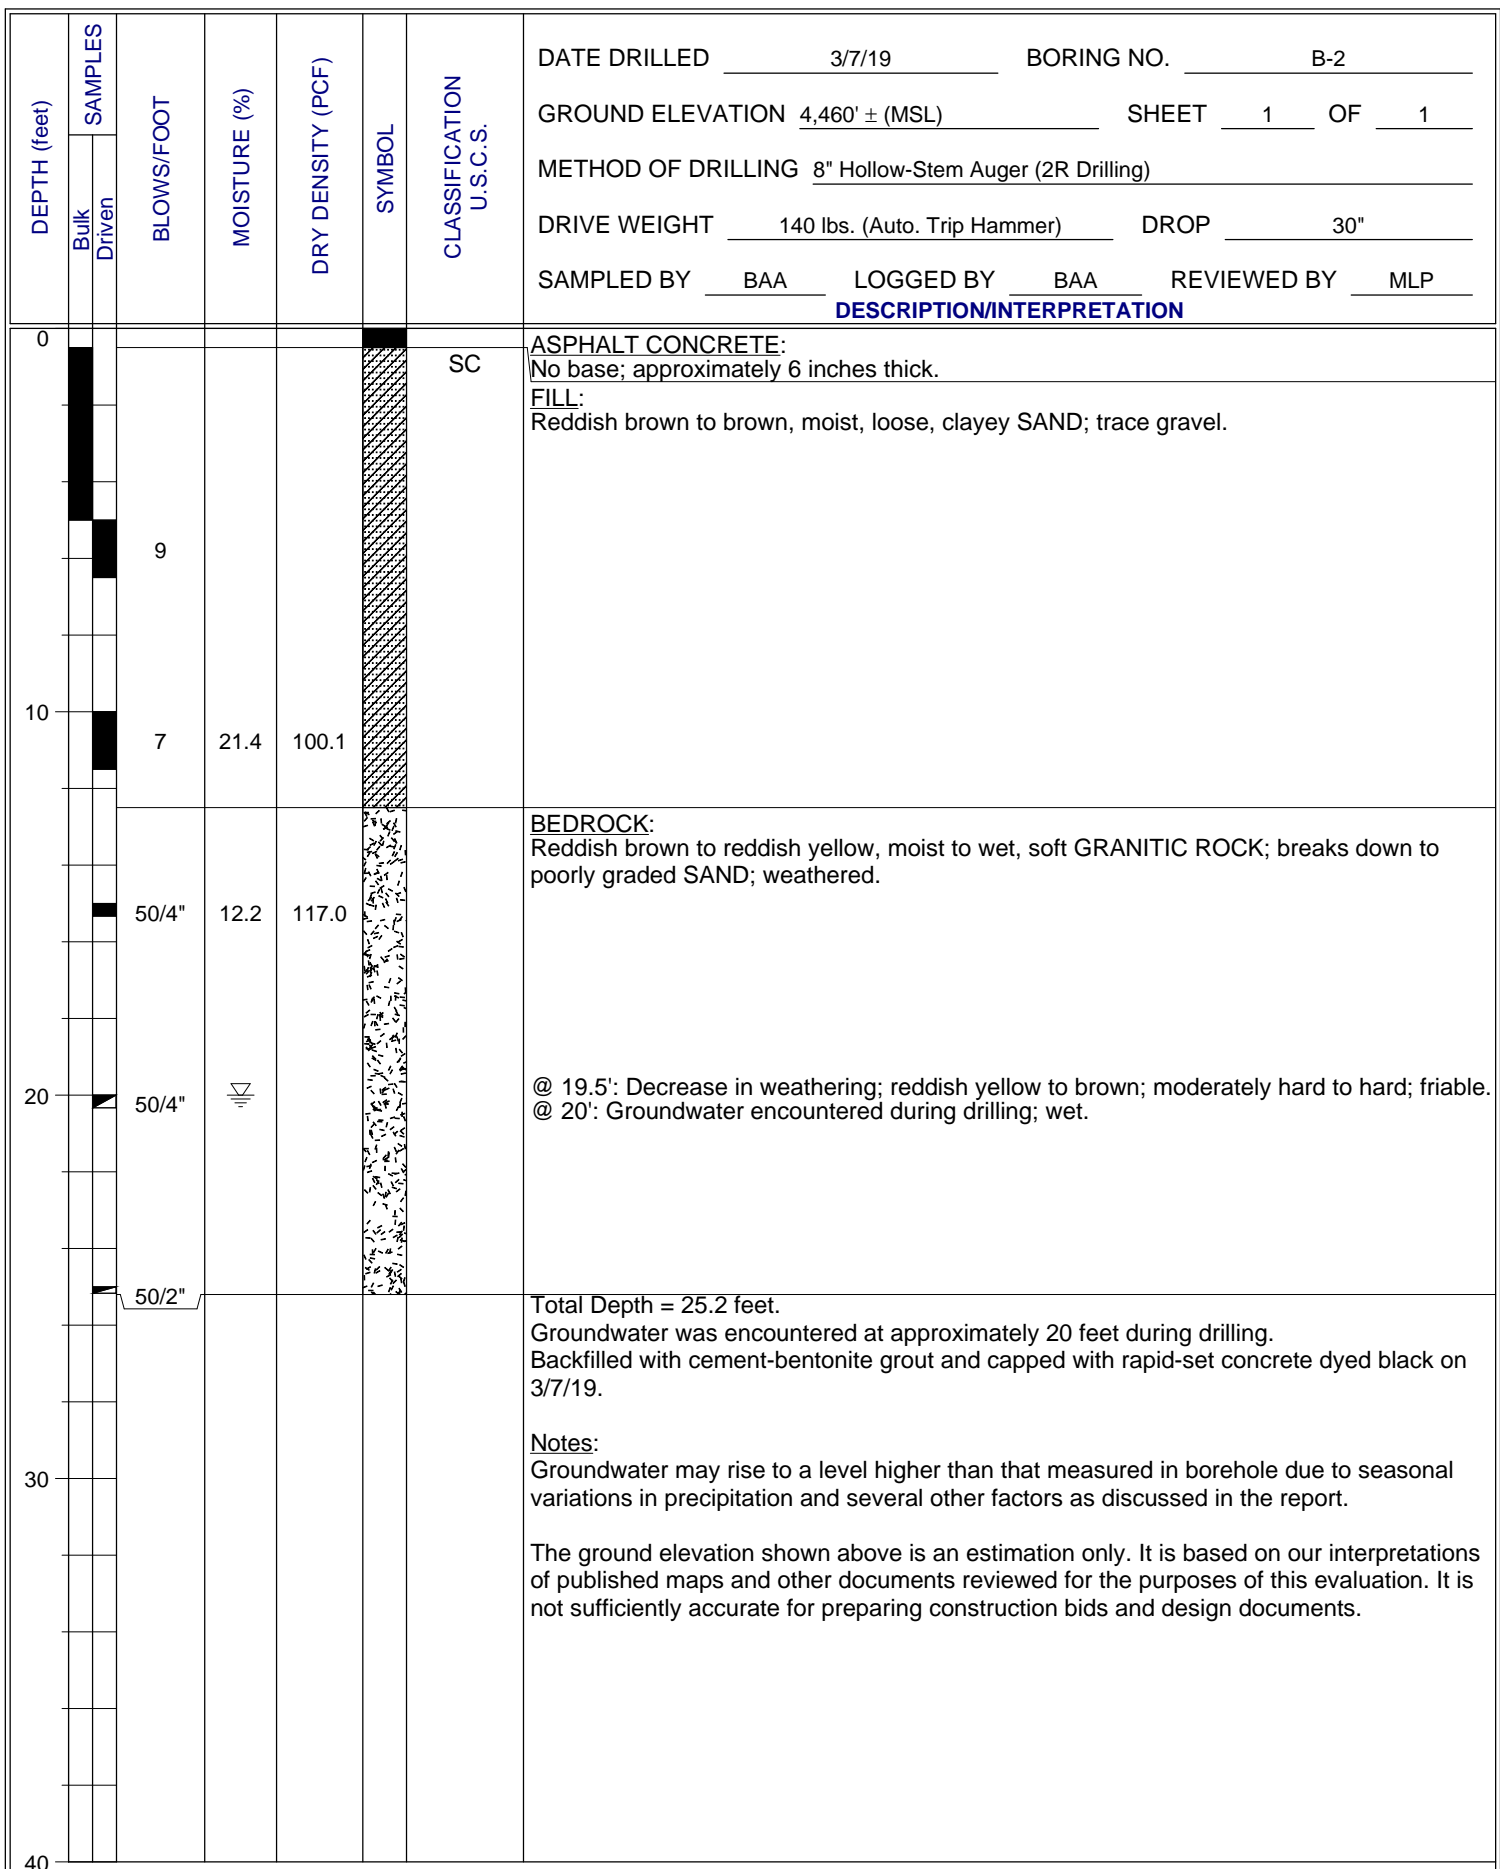 DEPTH (feet)
SAMPLES
Bulk
Driven
BLOWS/FOOT
MOISTURE (%)
DRY DENSITY (PCF)
SYMBOL
CLASSIFICATION
U.S.C.S.
DATE DRILLED 3/7/19 BORING NO. B-2
GROUND ELEVATION 4,460' ± (MSL) SHEET 1 OF 1
METHOD OF DRILLING 8" Hollow-Stem Auger (2R Drilling)
DRIVE WEIGHT 140 lbs. (Auto. Trip Hammer) DROP 30"
SAMPLED BY BAA LOGGED BY BAA REVIEWED BY MLP
DESCRIPTION/INTERPRETATION
0
ASPHALT CONCRETE:
SC
No base; approximately 6 inches thick.
FILL:
Reddish brown to brown, moist, loose, clayey SAND; trace gravel.
9
10
7 21.4 100.1
BEDROCK:
Reddish brown to reddish yellow, moist to wet, soft GRANITIC ROCK; breaks down to
poorly graded SAND; weathered.
50/4" 12.2 117.0
@ 19.5': Decrease in weathering; reddish yellow to brown; moderately hard to hard; friable.
20 50/4"
@ 20': Groundwater encountered during drilling; wet.
50/2"
Total Depth = 25.2 feet.
Groundwater was encountered at approximately 20 feet during drilling.
Backfilled with cement-bentonite grout and capped with rapid-set concrete dyed black on
3/7/19.
Notes:
30
Groundwater may rise to a level higher than that measured in borehole due to seasonal
variations in precipitation and several other factors as discussed in the report.
The ground elevation shown above is an estimation only. It is based on our interpretations
of published maps and other documents reviewed for the purposes of this evaluation. It is
not sufficiently accurate for preparing construction bids and design documents.
40